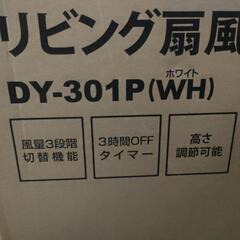 リビング扇風
ホワイト
DY-301P(WH)
風量3段階
切替機能
3時間OFF
タイマー
高さ
調節可能